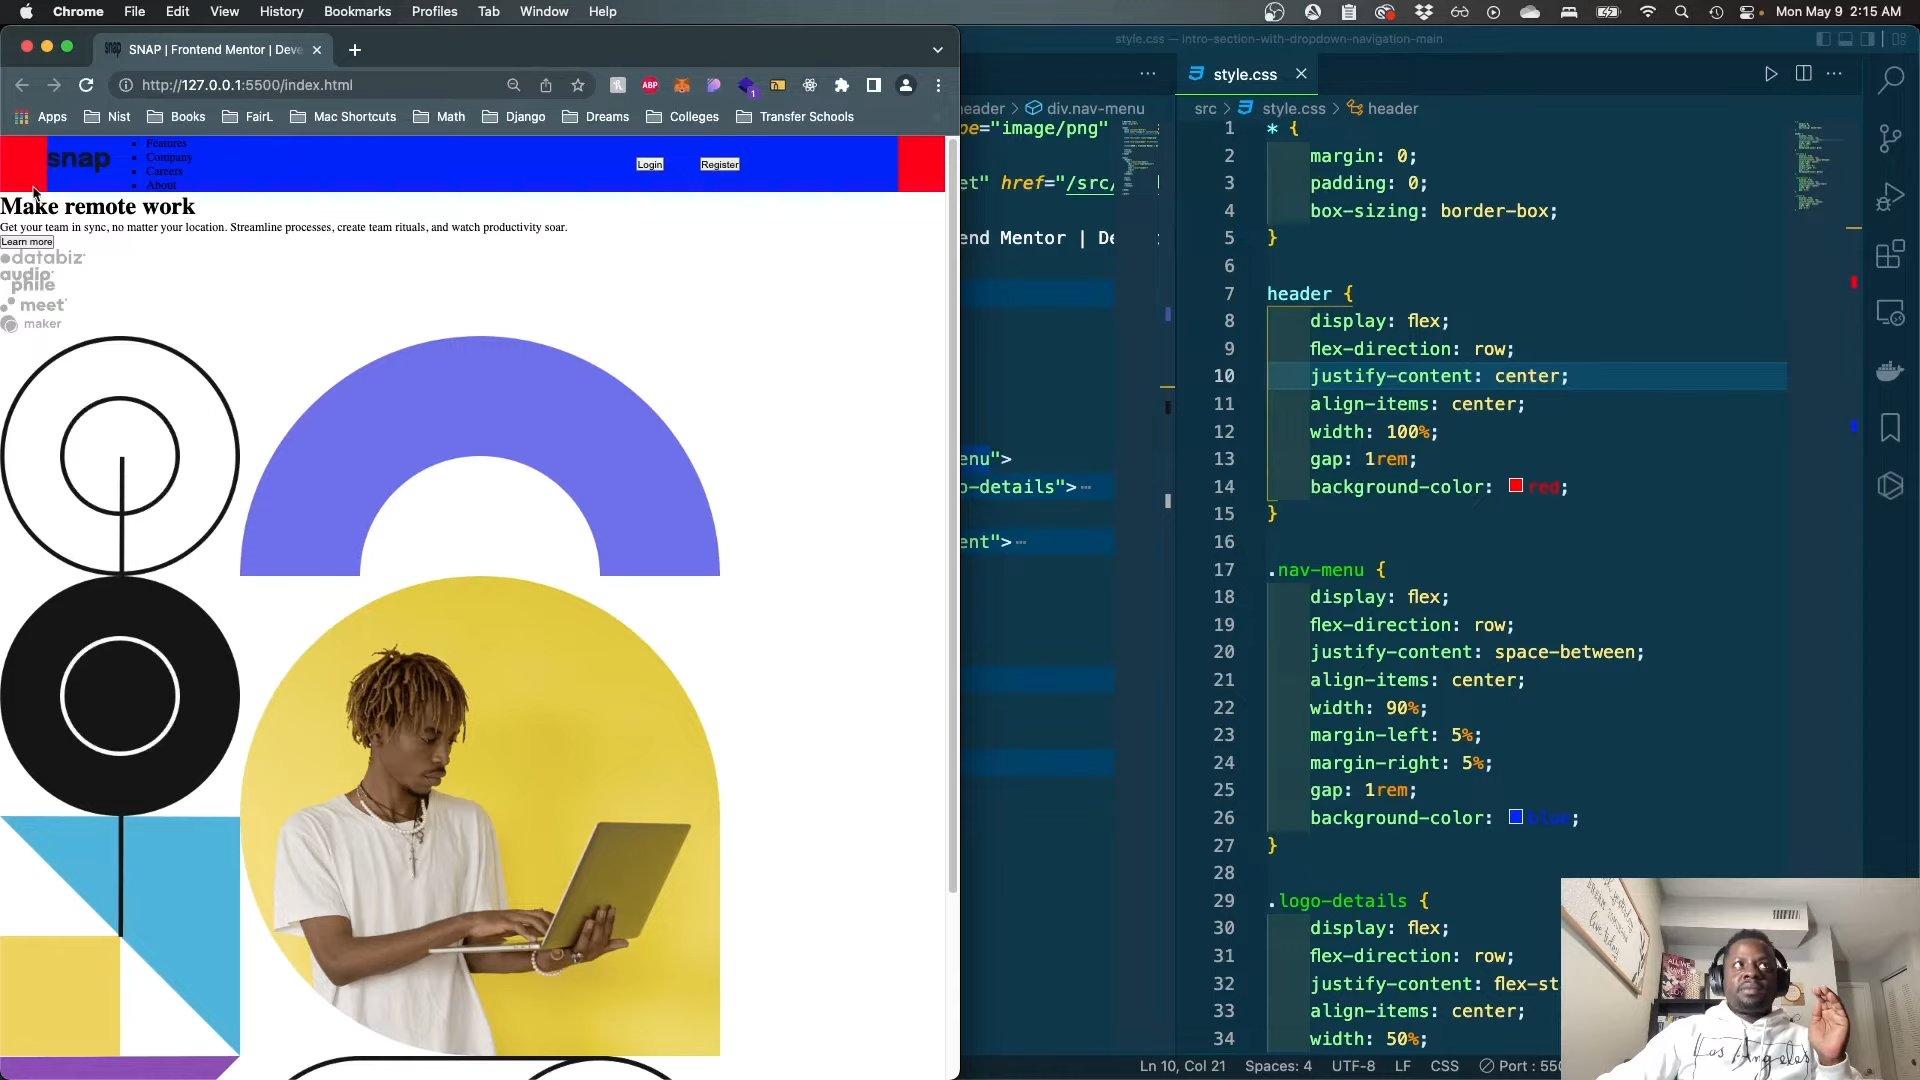 Chrome File Edit View History Bookmarks Profiles Tab Window Help
Mon May 9 2:15 AM
SNAP | Frontend Mentor | Deve
http://127.0.0.1:5500/index.html
ABP
1
Apps Nist Books FairL Mac Shortcuts Math Django Dreams Colleges Transfer Schools
snap
Features
Company
Careers
About
Login
Register
Make remote work
Get your team in sync, no matter your location. Streamline processes, create team rituals, and watch productivity soar.
Learn more
databiz
audio
phile
meet
maker
style.css — intro-section-with-dropdown-navigation-main
style.css
eader > div.nav-menu
src > style.css > header
pe="image/png"
et" href="/src/
end Mentor | De
enu">
o-details">
ent">
1 * {
2 margin: 0;
3 padding: 0;
4 box-sizing: border-box;
5 }
6
7 header {
8 display: flex;
9 flex-direction: row;
10 justify-content: center;
11 align-items: center;
12 width: 100%;
13 gap: 1rem;
14 background-color: red;
15 }
16
17 .nav-menu {
18 display: flex;
19 flex-direction: row;
20 justify-content: space-between;
21 align-items: center;
22 width: 90%;
23 margin-left: 5%;
24 margin-right: 5%;
25 gap: 1rem;
26 background-color: blue;
27 }
28
29 .logo-details {
30 display: flex;
31 flex-direction: row;
32 justify-content: flex-st
33 align-items: center;
34 width: 50%;
Ln 10, Col 21 Spaces: 4 UTF-8 LF CSS Port : 550
Los Angeles